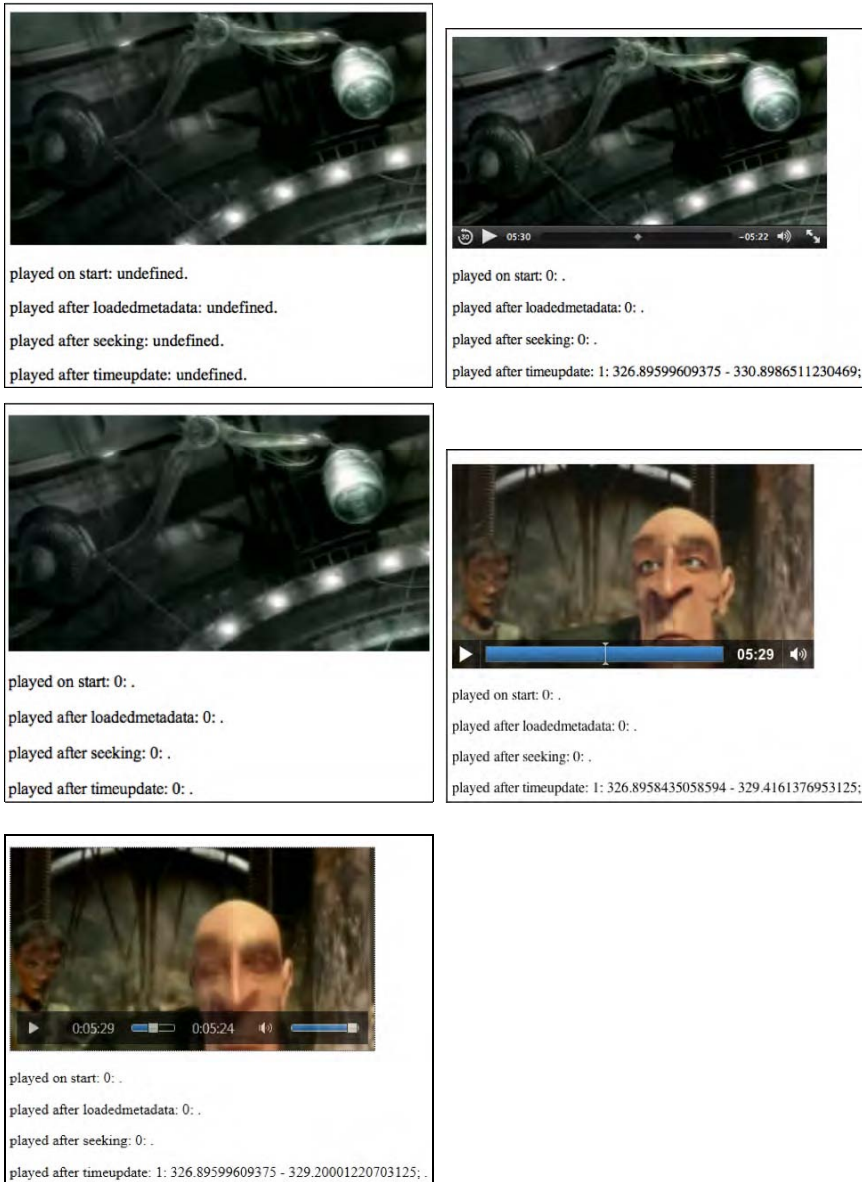 played on start: undefined.
played after loadedmetadata: undefined.
played after seeking: undefined.
played after timeupdate: undefined.
30 05:30 -05:22
played on start: 0: .
played after loadedmetadata: 0: .
played after seeking: 0: .
played after timeupdate: 1: 326.89599609375 - 330.8986511230469;
played on start: 0: .
played after loadedmetadata: 0: .
played after seeking: 0: .
played after timeupdate: 0: .
05:29
played on start: 0: .
played after loadedmetadata: 0: .
played after seeking: 0: .
played after timeupdate: 1: 326.8958435058594 - 329.4161376953125;
0:05:29 0:05:24
played on start: 0: .
played after loadedmetadata: 0: .
played after seeking: 0: .
played after timeupdate: 1: 326.89599609375 - 329.20001220703125; .